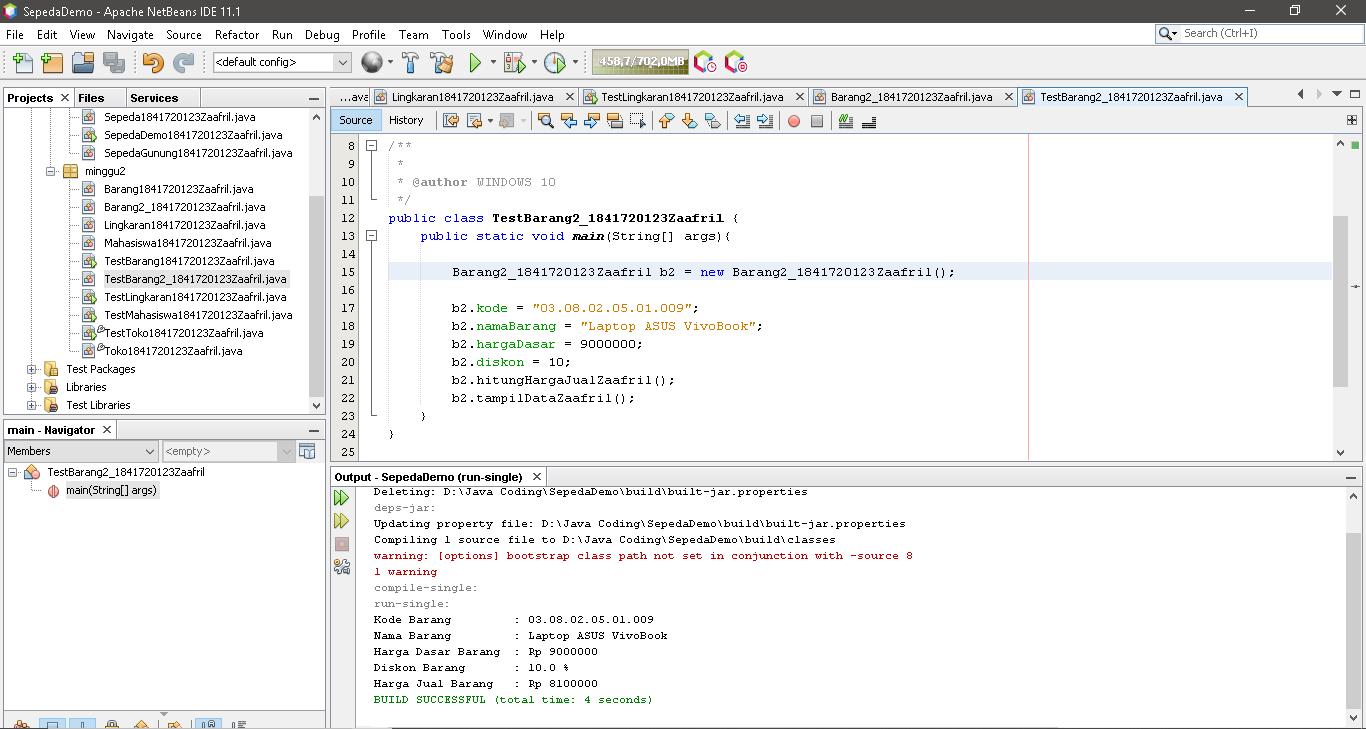 SepedaDemo - Apache NetBeans IDE 11.1
File Edit View Navigate Source Refactor Run Debug Profile Team Tools Window Help
Search (Ctrl+I)
<default config>
458,7/702,0MB
Projects Files Services
Sepeda1841720123Zaafril.java
SepedaDemo1841720123Zaafril.java
SepedaGunung1841720123Zaafril.java
minggu2
Barang1841720123Zaafril.java
Barang2_1841720123Zaafril.java
Lingkaran1841720123Zaafril.java
Mahasiswa1841720123Zaafril.java
TestBarang1841720123Zaafril.java
TestBarang2_1841720123Zaafril.java
TestLingkaran1841720123Zaafril.java
TestMahasiswa1841720123Zaafril.java
TestToko1841720123Zaafril.java
Toko1841720123Zaafril.java
Test Packages
Libraries
Test Libraries
main - Navigator
Members
<empty>
TestBarang2_1841720123Zaafril
main(String[] args)
...ava Lingkaran1841720123Zaafril.java TestLingkaran1841720123Zaafril.java Barang2_1841720123Zaafril.java TestBarang2_1841720123Zaafril.java
Source History
8 /**
9 *
10 * @author WINDOWS 10
11 */
12 public class TestBarang2_1841720123Zaafril {
13 public static void main(String[] args){
14
15 Barang2_1841720123Zaafril b2 = new Barang2_1841720123Zaafril();
16
17 b2.kode = "03.08.02.05.01.009";
18 b2.namaBarang = "Laptop ASUS VivoBook";
19 b2.hargaDasar = 9000000;
20 b2.diskon = 10;
21 b2.hitungHargaJualZaafril();
22 b2.tampilDataZaafril();
23 }
24 }
25
Output - SepedaDemo (run-single)
Deleting: D:\Java Coding\SepedaDemo\build\built-jar.properties
deps-jar:
Updating property file: D:\Java Coding\SepedaDemo\build\built-jar.properties
Compiling 1 source file to D:\Java Coding\SepedaDemo\build\classes
warning: [options] bootstrap class path not set in conjunction with -source 8
1 warning
compile-single:
run-single:
Kode Barang : 03.08.02.05.01.009
Nama Barang : Laptop ASUS VivoBook
Harga Dasar Barang : Rp 9000000
Diskon Barang : 10.0 %
Harga Jual Barang : Rp 8100000
BUILD SUCCESSFUL (total time: 4 seconds)